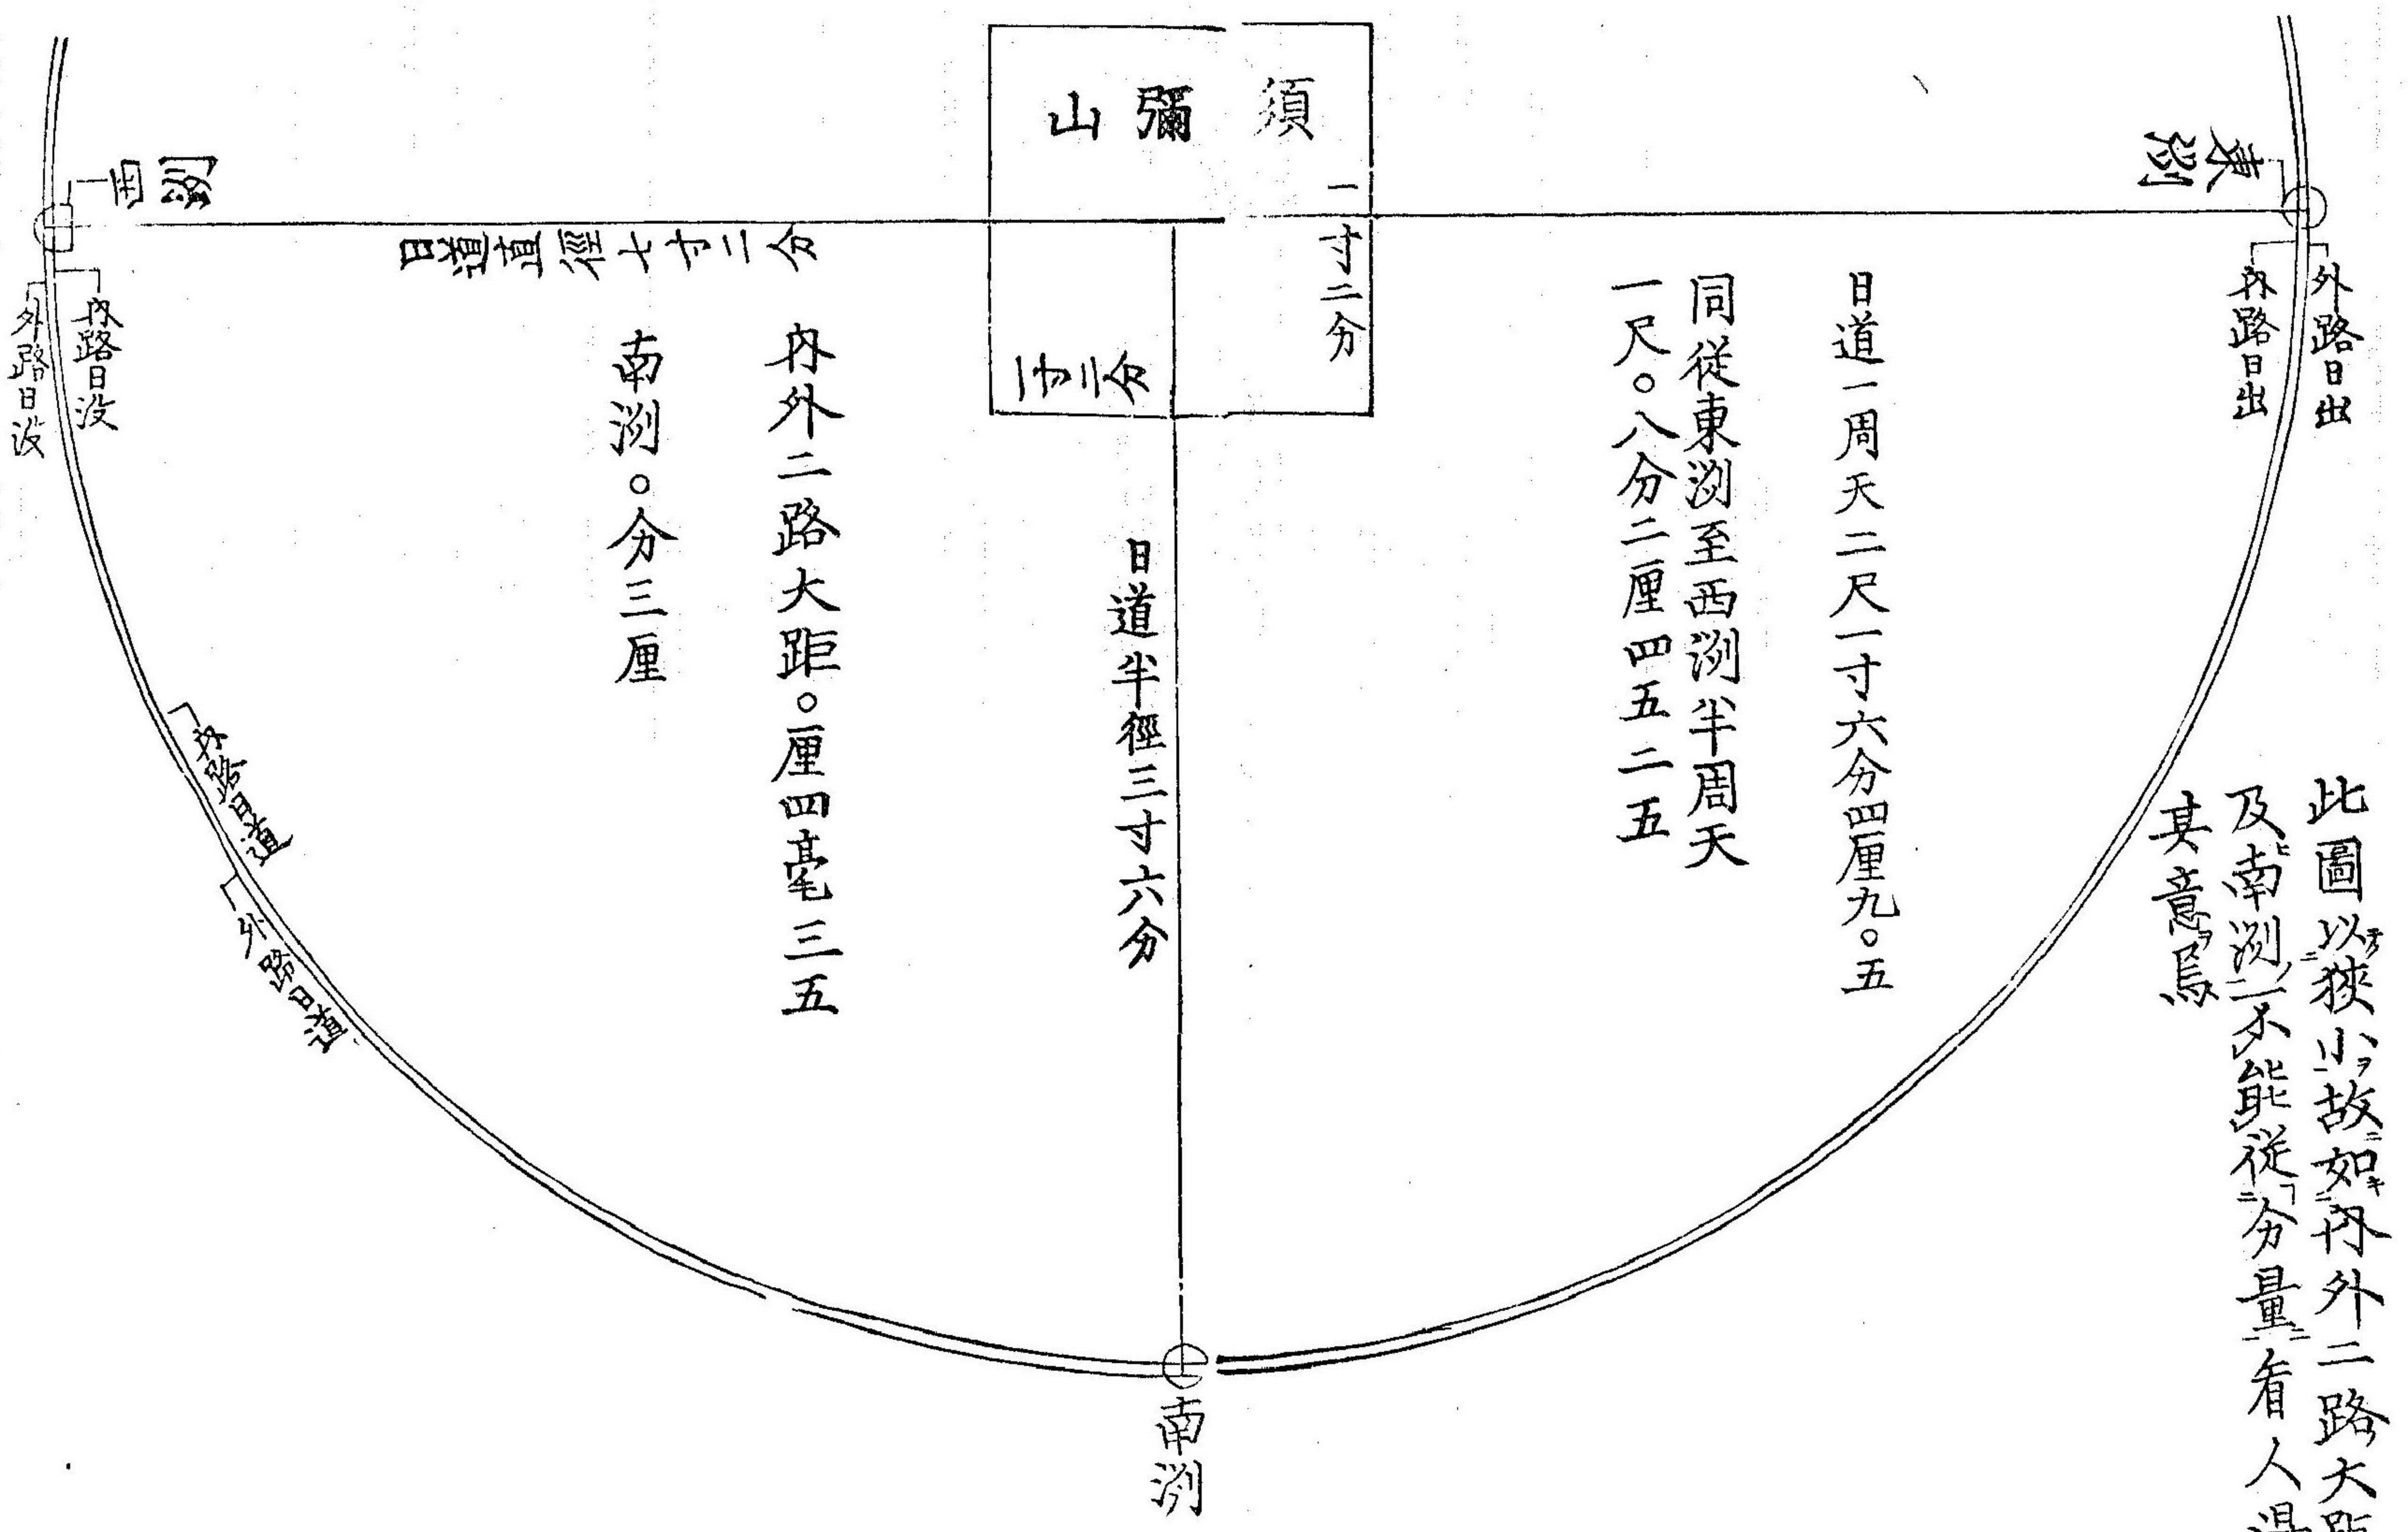 須彌山
一寸二分
一寸二分
東洲
外路日出
内路日出
日道一周天二尺一寸六分四厘九。五
同從東洲至西洲半周天
一尺。八分二厘四五二五
日道半徑三寸六分
日道直徑七寸二分
内外二路大距。厘四毫三五
南洲。分三厘
西洲
内路日没
外路日没
内路日道
外路日道
南洲
此圖以狹小故如内外二路大距
及南洲不能從分量看人得
其意焉